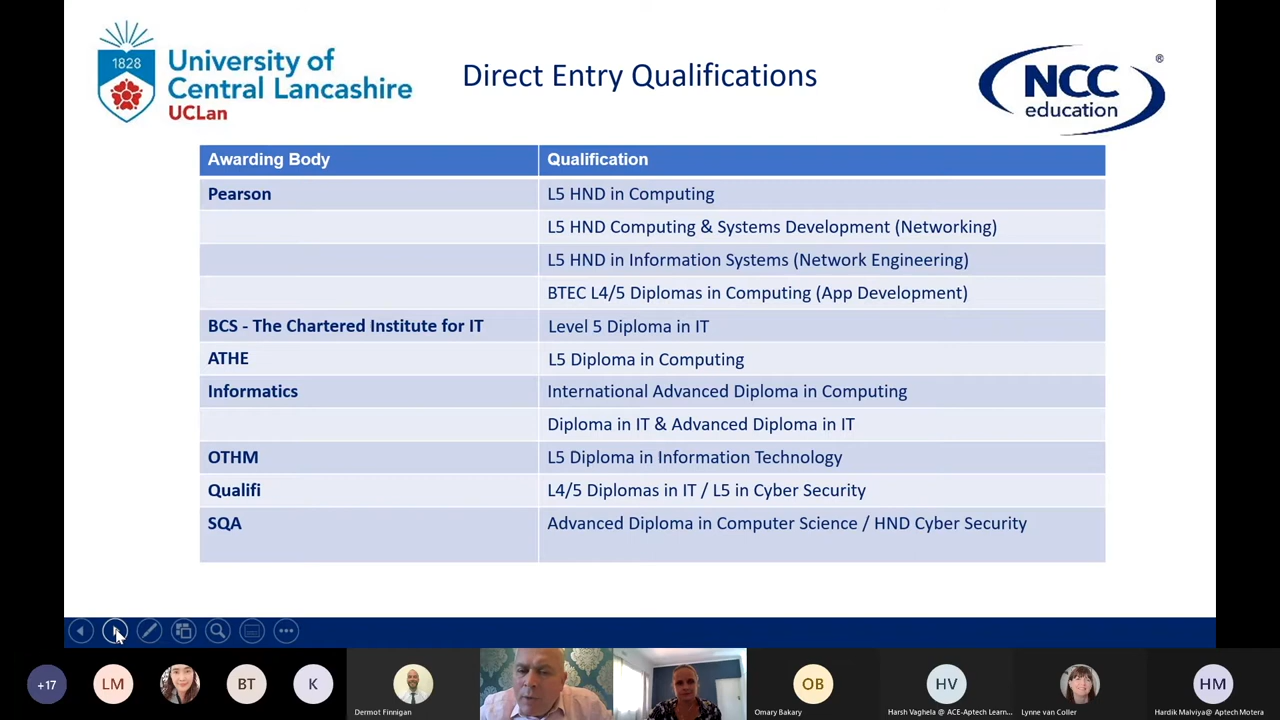 1828
University of
Central Lancashire
UCLan
Direct Entry Qualifications
NCC
education
®
Awarding Body Qualification
Pearson L5 HND in Computing
L5 HND Computing & Systems Development (Networking)
L5 HND in Information Systems (Network Engineering)
BTEC L4/5 Diplomas in Computing (App Development)
BCS - The Chartered Institute for IT Level 5 Diploma in IT
ATHE L5 Diploma in Computing
Informatics International Advanced Diploma in Computing
Diploma in IT & Advanced Diploma in IT
OTHM L5 Diploma in Information Technology
Qualifi L4/5 Diplomas in IT / L5 in Cyber Security
SQA Advanced Diploma in Computer Science / HND Cyber Security
+17 LM BT K OB HV HM
Dermot Finnigan Omary Bakary Harsh Vaghela @ ACE-Aptech Learn... Lynne van Coller Hardik Malviya@ Aptech Motera